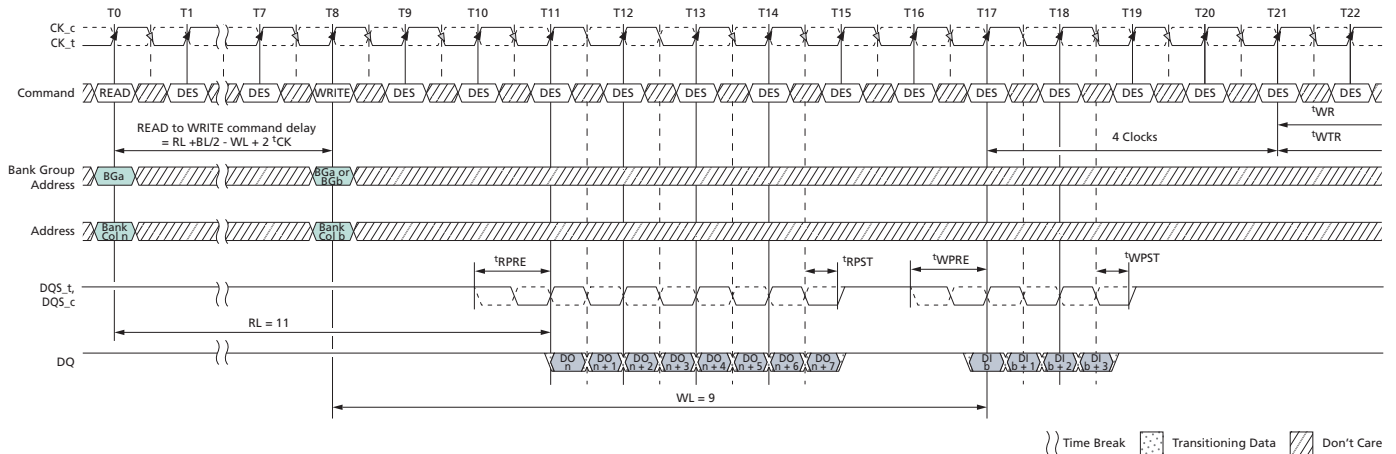 T0 T1 T7 T8 T9 T10 T11 T12 T13 T14 T15 T16 T17 T18 T19 T20 T21 T22
CK_c
CK_t
Command READ DES DES WRITE DES DES DES DES DES DES DES DES DES DES DES DES DES DES
tWR
READ to WRITE command delay
= RL +BL/2 - WL + 2 tCK
4 Clocks
tWTR
Bank Group
Address
BGa
BGa or
BGb
Address
Bank
Col n
Bank
Col b
tRPRE tRPST tWPRE tWPST
DQS_t,
DQS_c
RL = 11
DQ
DO
n
DO
n + 1
DO
n + 2
DO
n + 3
DO
n + 4
DO
n + 5
DO
n + 6
DO
n + 7
DI
b
DI
b + 1
DI
b + 2
DI
b + 3
WL = 9
Time Break Transitioning Data Don't Care